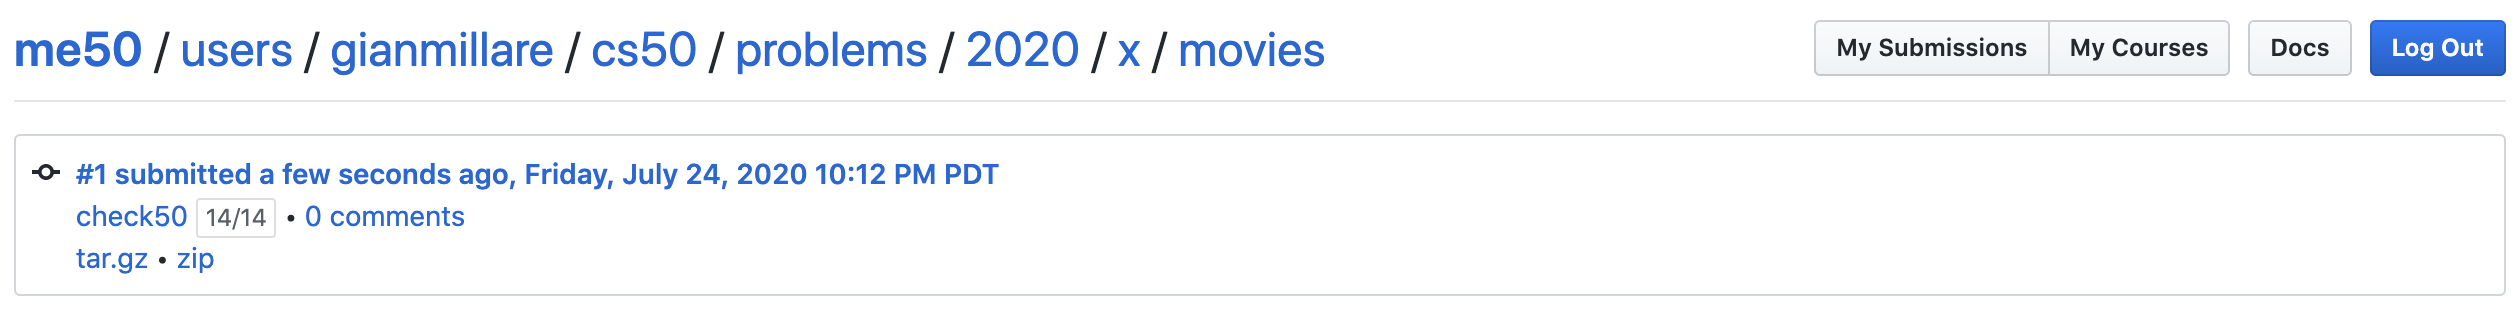 me50 / users / gianmillare / cs50 / problems / 2020 / x / movies My Submissions My Courses Docs Log Out
#1 submitted a few seconds ago, Friday, July 24, 2020 10:12 PM PDT
check50 14/14 • 0 comments
tar.gz • zip